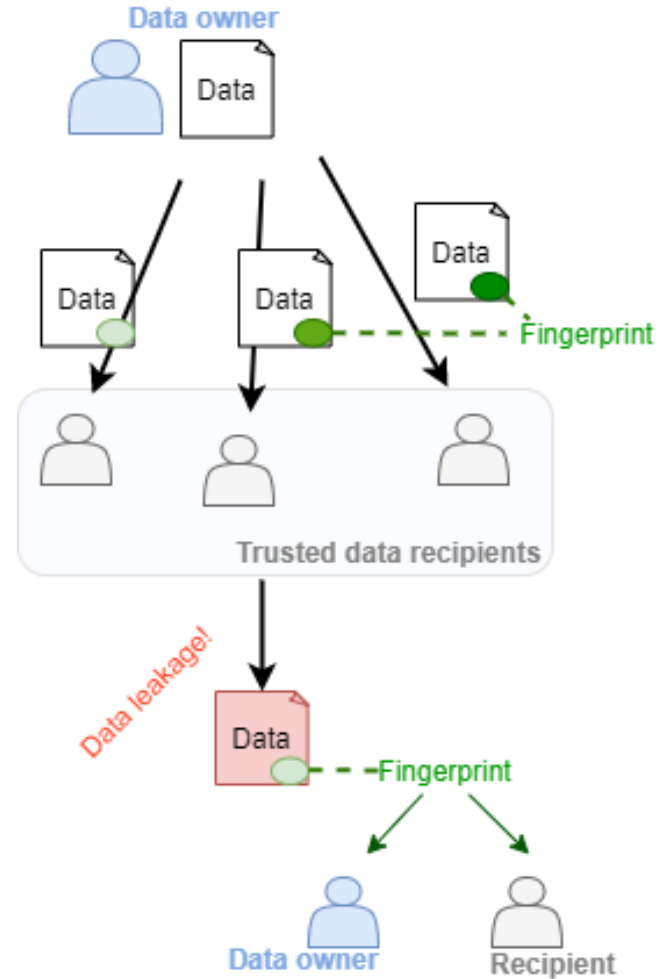 Data owner
Data
Data
Data
Data
Fingerprint
Trusted data recipients
Data leakage!
Data
Fingerprint
Data owner
Recipient